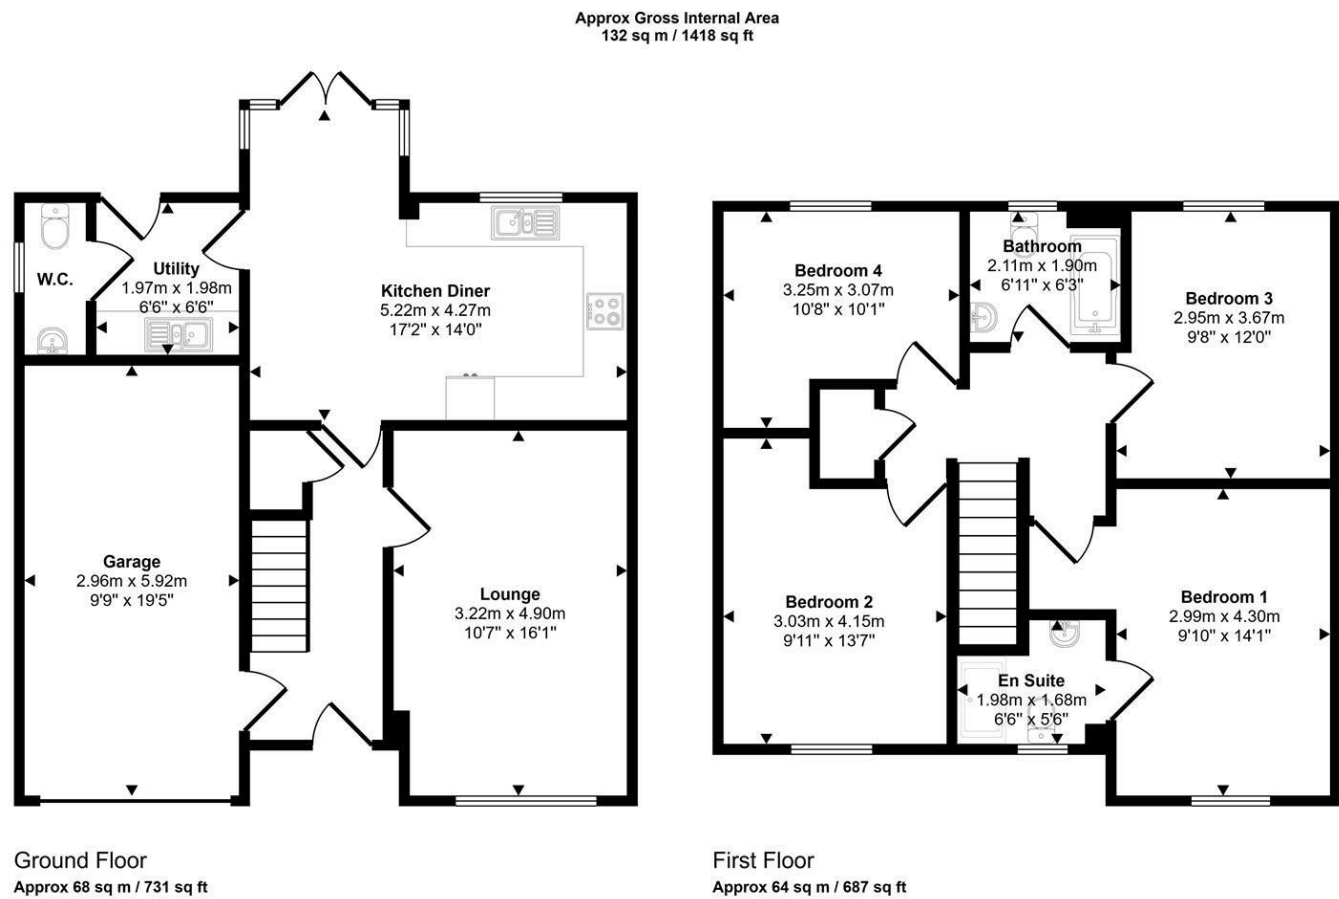 Approx Gross Internal Area
132 sq m / 1418 sq ft
W.C.
Utility
1.97m x 1.98m
6'6" x 6'6"
Kitchen Diner
5.22m x 4.27m
17'2" x 14'0"
Garage
2.96m x 5.92m
9'9" x 19'5"
Lounge
3.22m x 4.90m
10'7" x 16'1"
Ground Floor
Approx 68 sq m / 731 sq ft
Bedroom 4
3.25m x 3.07m
10'8" x 10'1"
Bathroom
2.11m x 1.90m
6'11" x 6'3"
Bedroom 3
2.95m x 3.67m
9'8" x 12'0"
Bedroom 2
3.03m x 4.15m
9'11" x 13'7"
Bedroom 1
2.99m x 4.30m
9'10" x 14'1"
En Suite
1.98m x 1.68m
6'6" x 5'6"
First Floor
Approx 64 sq m / 687 sq ft